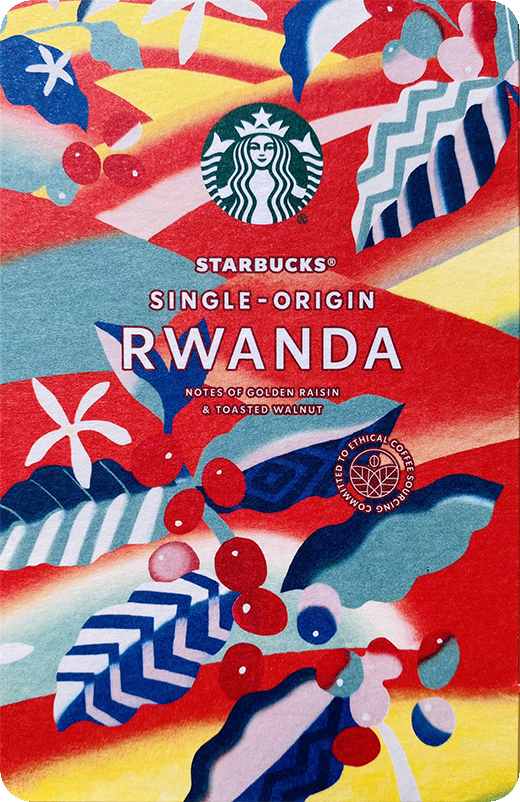 STARBUCKS®
SINGLE-ORIGIN
RWANDA
NOTES OF GOLDEN RAISIN
& TOASTED WALNUT
COMMITTED TO ETHICAL COFFEE SOURCING
®